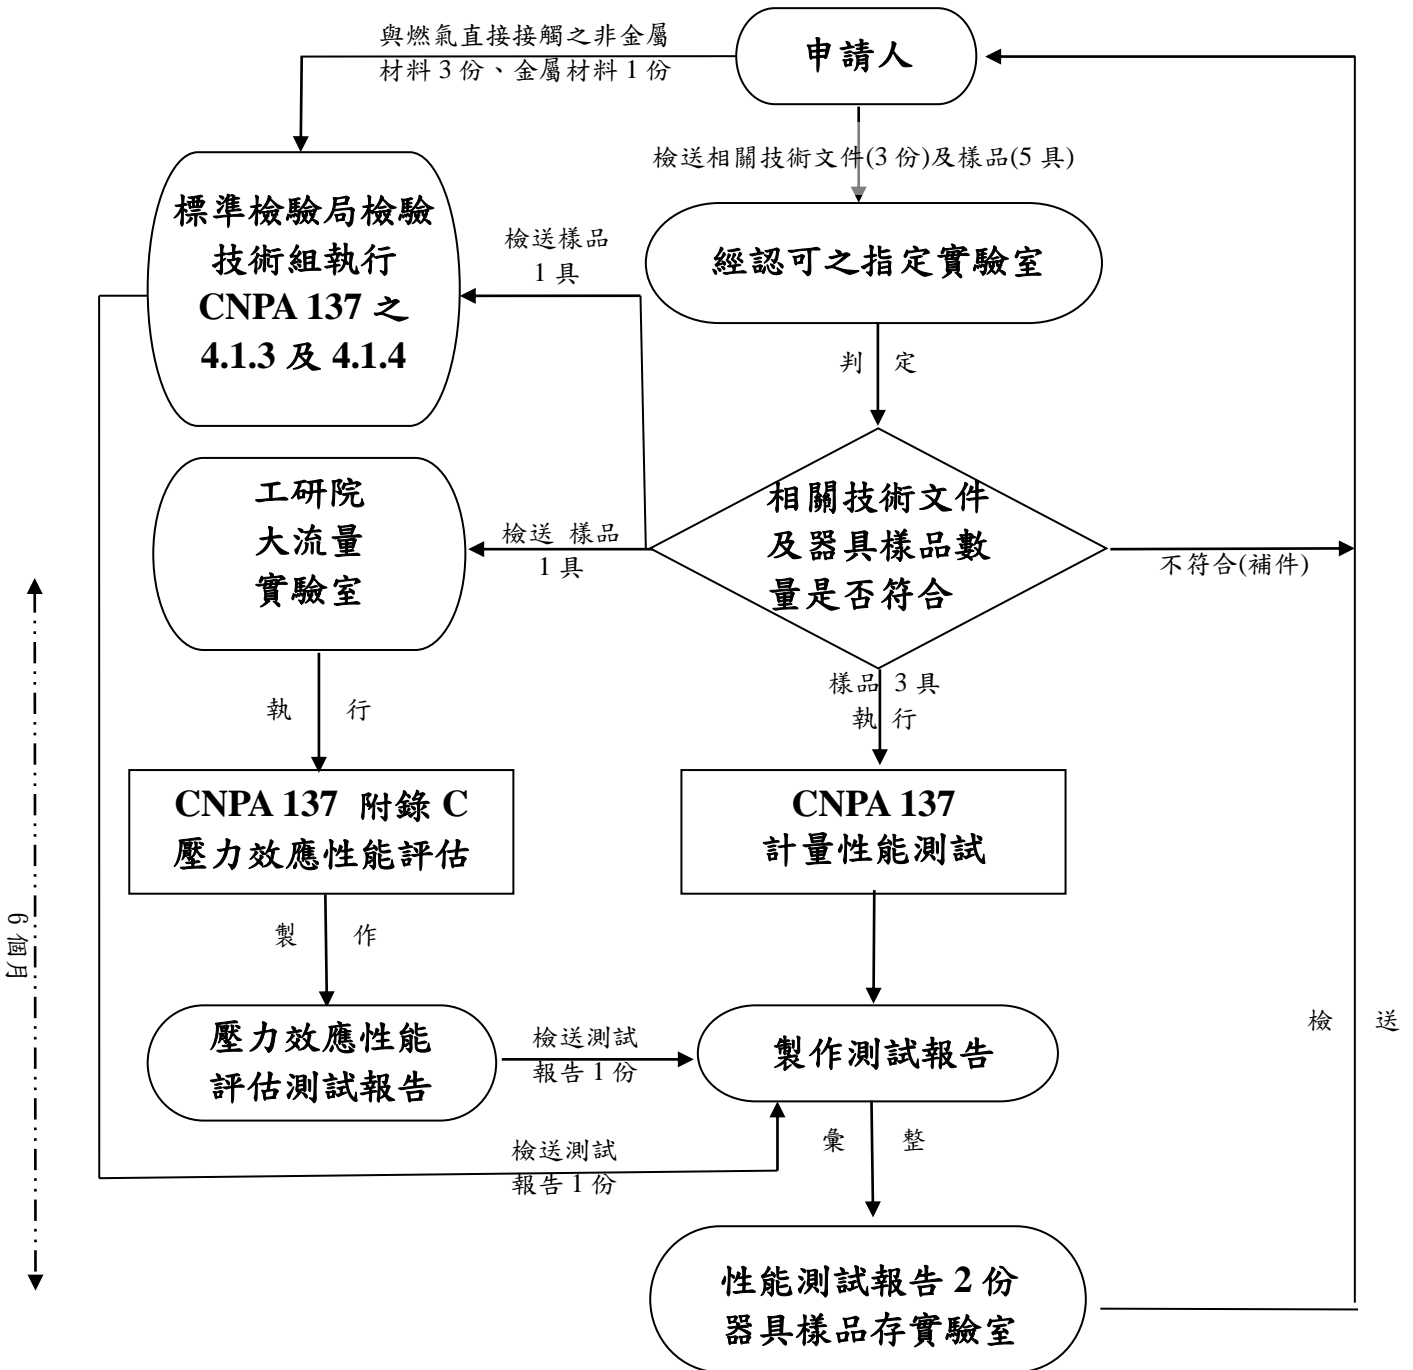 與燃氣直接接觸之非金屬
材料 3 份、金屬材料 1 份
申請人
檢送相關技術文件(3 份)及樣品(5 具)
標準檢驗局檢驗
技術組執行
CNPA 137 之
4.1.3 及 4.1.4
檢送樣品
1 具
經認可之指定實驗室
判 定
工研院
大流量
實驗室
檢送 樣品
1 具
相關技術文件
及器具樣品數
量是否符合
不符合(補件)
執 行
樣品 3 具
執 行
CNPA 137 附錄 C
壓力效應性能評估
CNPA 137
計量性能測試
6 個月
製 作
壓力效應性能
評估測試報告
檢送測試
報告 1 份
製作測試報告
檢 送
檢送測試
報告 1 份
彙 整
性能測試報告 2 份
器具樣品存實驗室